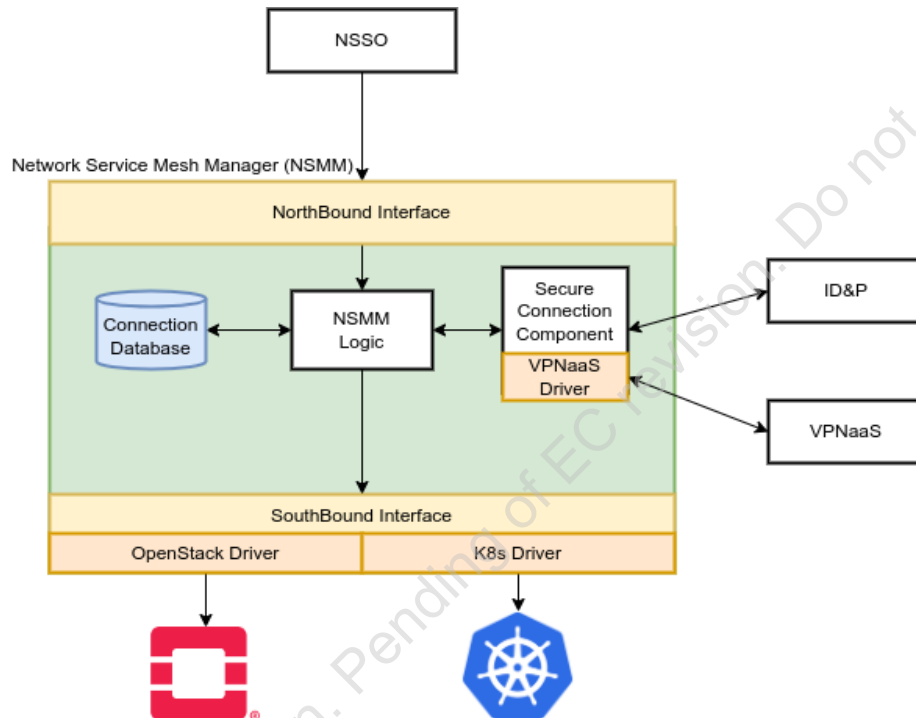 NSSO
Network Service Mesh Manager (NSMM)
NorthBound Interface
Connection
Database
NSMM
Logic
Secure
Connection
Component
VPNaaS
Driver
ID&P
VPNaaS
SouthBound Interface
OpenStack Driver
K8s Driver
®
n. Pending of EC revision. Do not